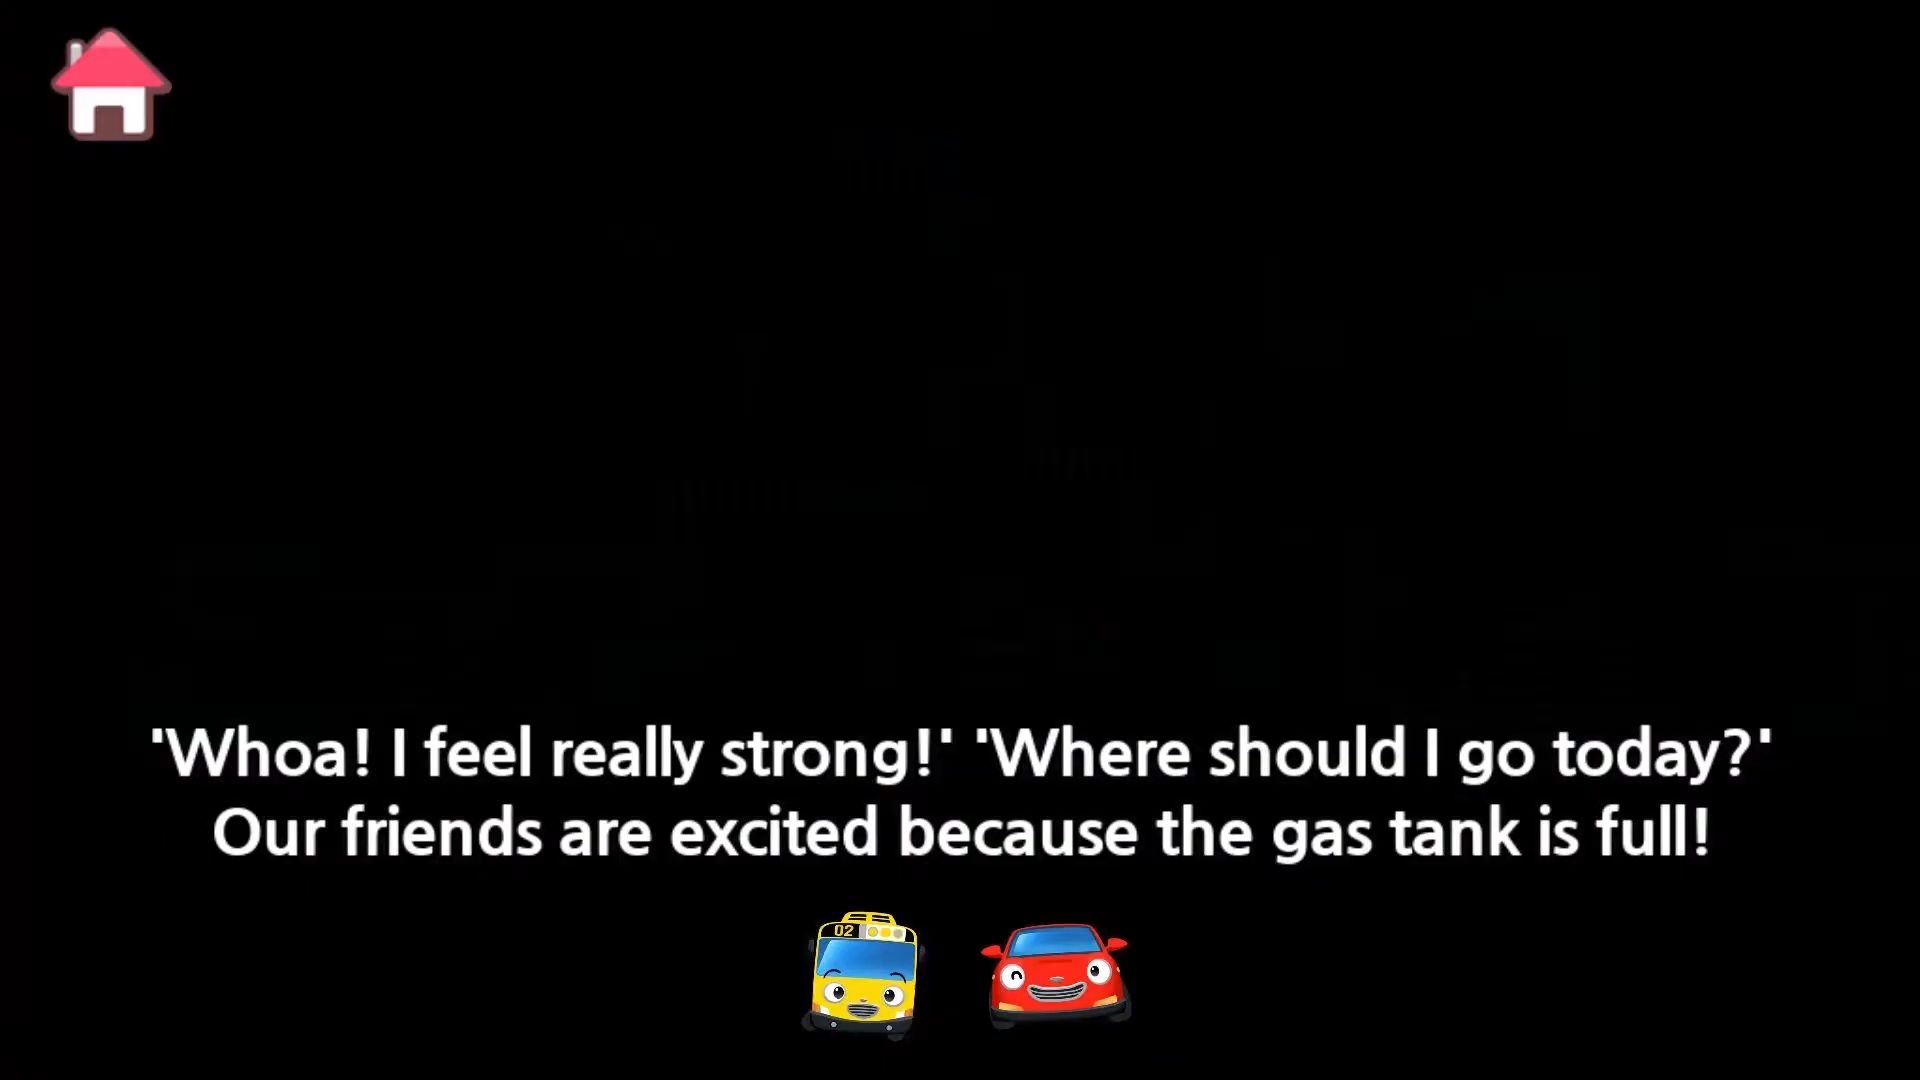 'Whoa! I feel really strong!' 'Where should I go today?'
Our friends are excited because the gas tank is full!
02